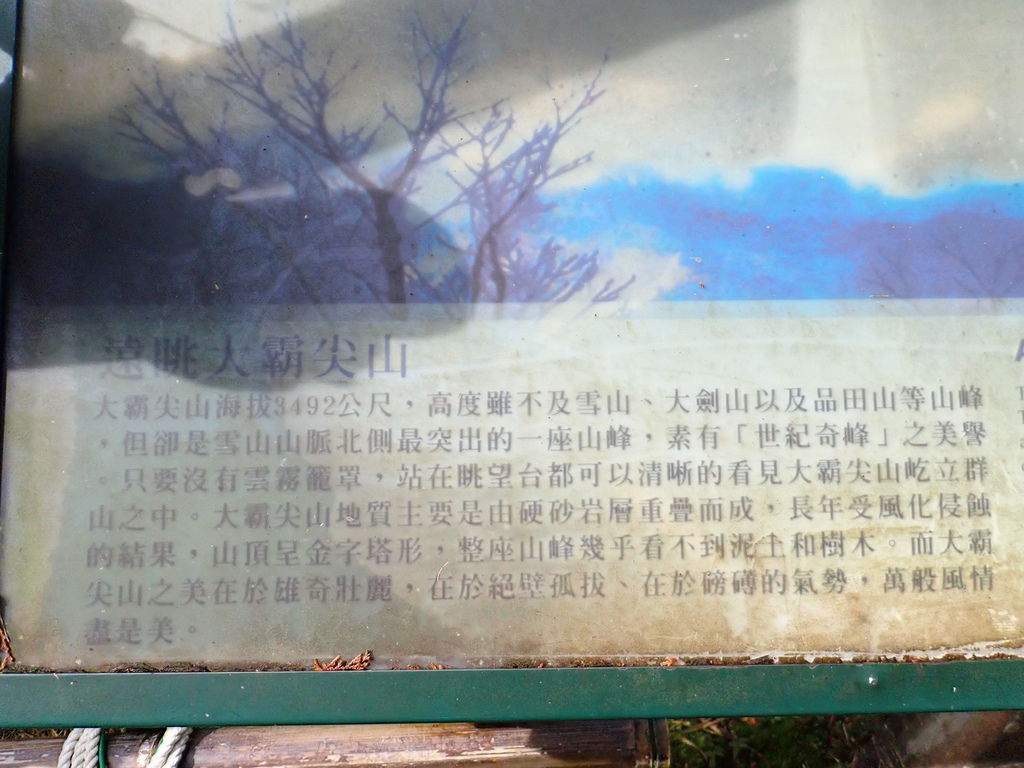 遠眺大霸尖山
大霸尖山海拔3492公尺，高度雖不及雪山、大劍山以及品田山等山峰
，但卻是雪山山脈北側最突出的一座山峰，素有「世紀奇峰」之美譽
。只要沒有雲霧籠罩，站在眺望台都可以清晰的看見大霸尖山屹立群
山之中。大霸尖山地質主要是由硬砂岩層重疊而成，長年受風化侵蝕
的結果，山頂呈金字塔形，整座山峰幾乎看不到泥土和樹木。而大霸
尖山之美在於雄奇壯麗，在於絕壁孤拔、在於磅礡的氣勢，萬般風情
盡是美。